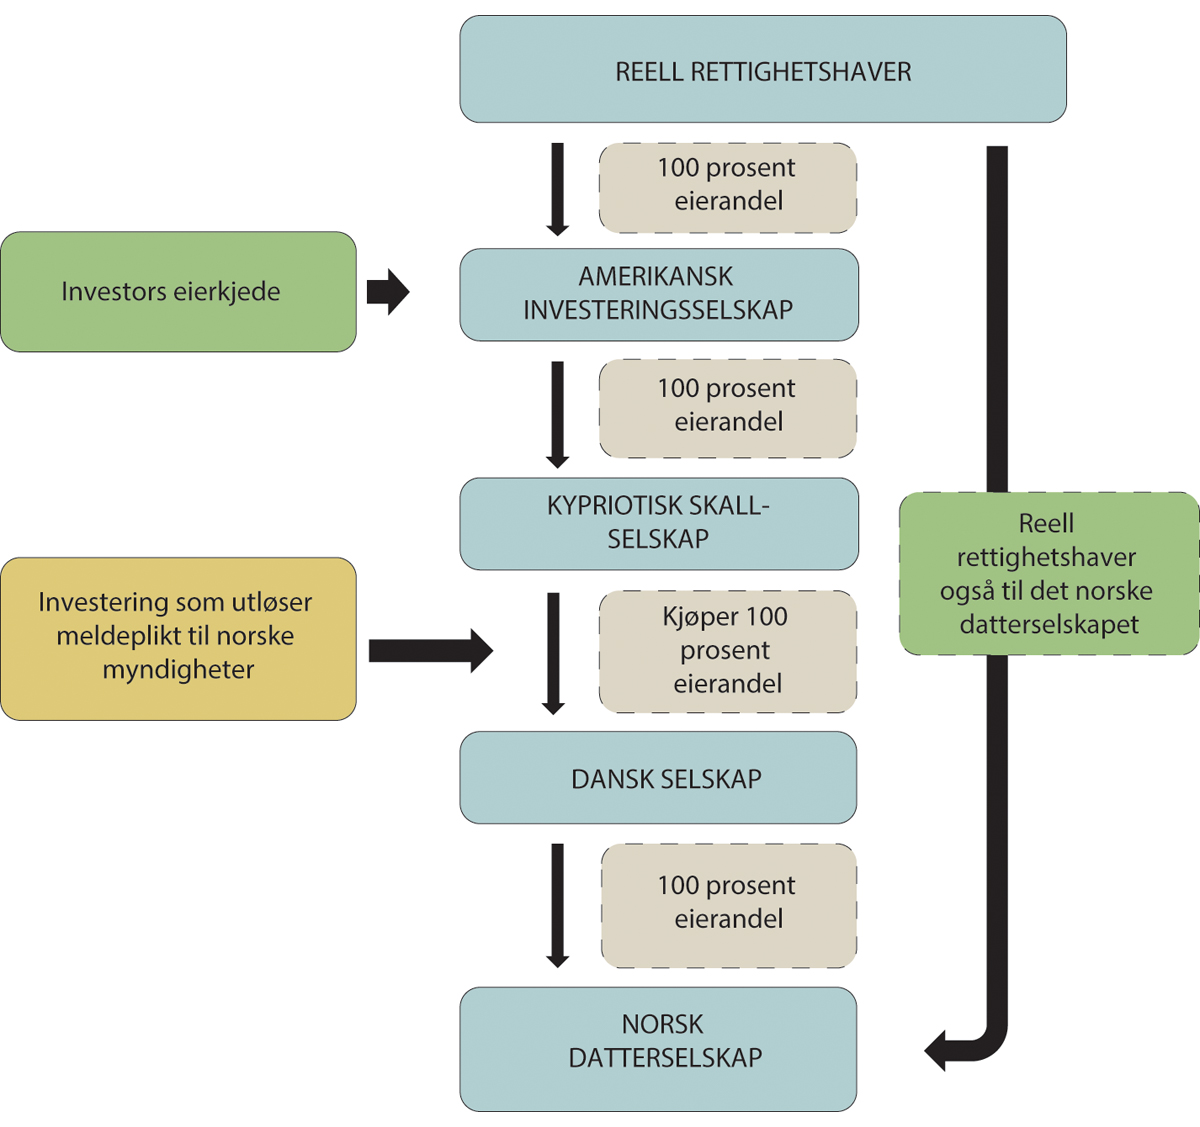 REELL RETTIGHETSHAVER
100 prosent
eierandel
Investors eierkjede
AMERIKANSK
INVESTERINGSSELSKAP
100 prosent
eierandel
KYPRIOTISK SKALL-
SELSKAP
Reell
rettighetshaver
også til det norske
datterselskapet
Investering som utløser
meldeplikt til norske
myndigheter
Kjøper 100
prosent
eierandel
DANSK SELSKAP
100 prosent
eierandel
NORSK
DATTERSELSKAP